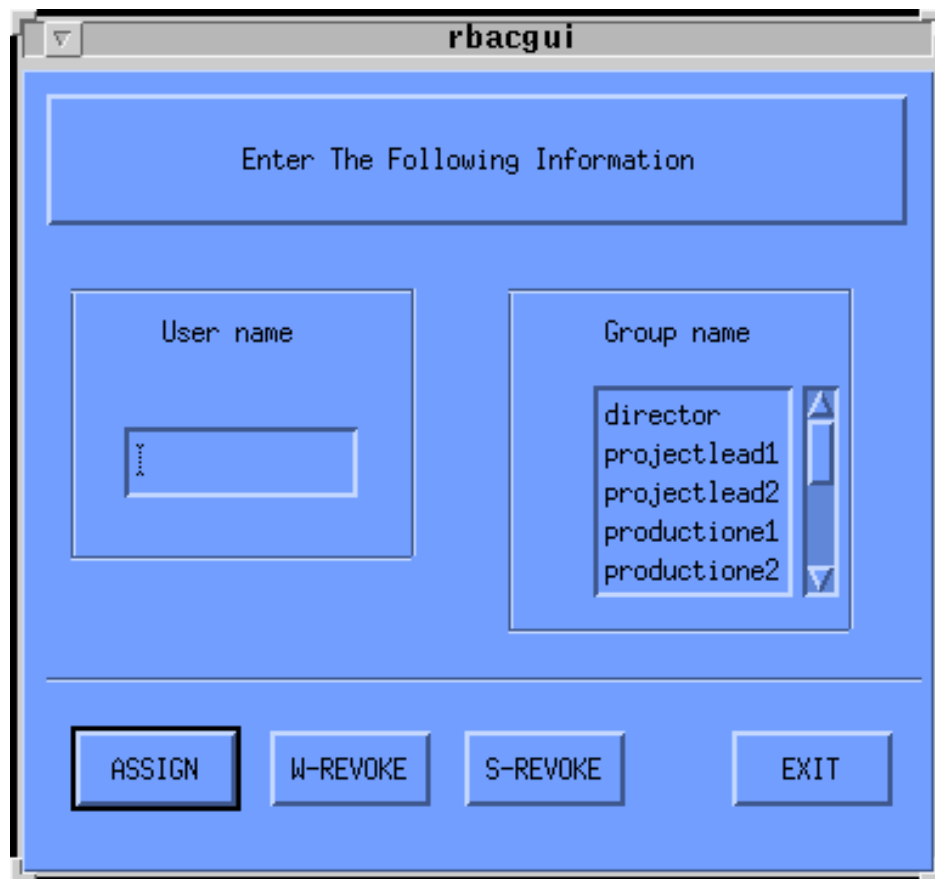 rbacgui
Enter The Following Information
User name
Group name
director
projectlead1
projectlead2
productione1
productione2
ASSIGN
W-REVOKE
S-REVOKE
EXIT